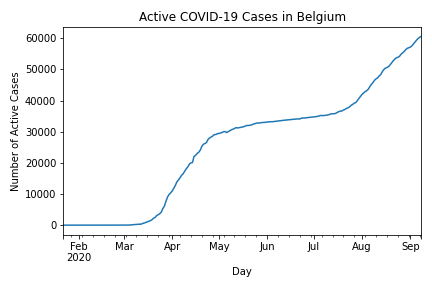 Active COVID-19 Cases in Belgium
Number of Active Cases
60000
50000
40000
30000
20000
10000
0
Feb Mar Apr May Jun Jul Aug Sep
2020
Day